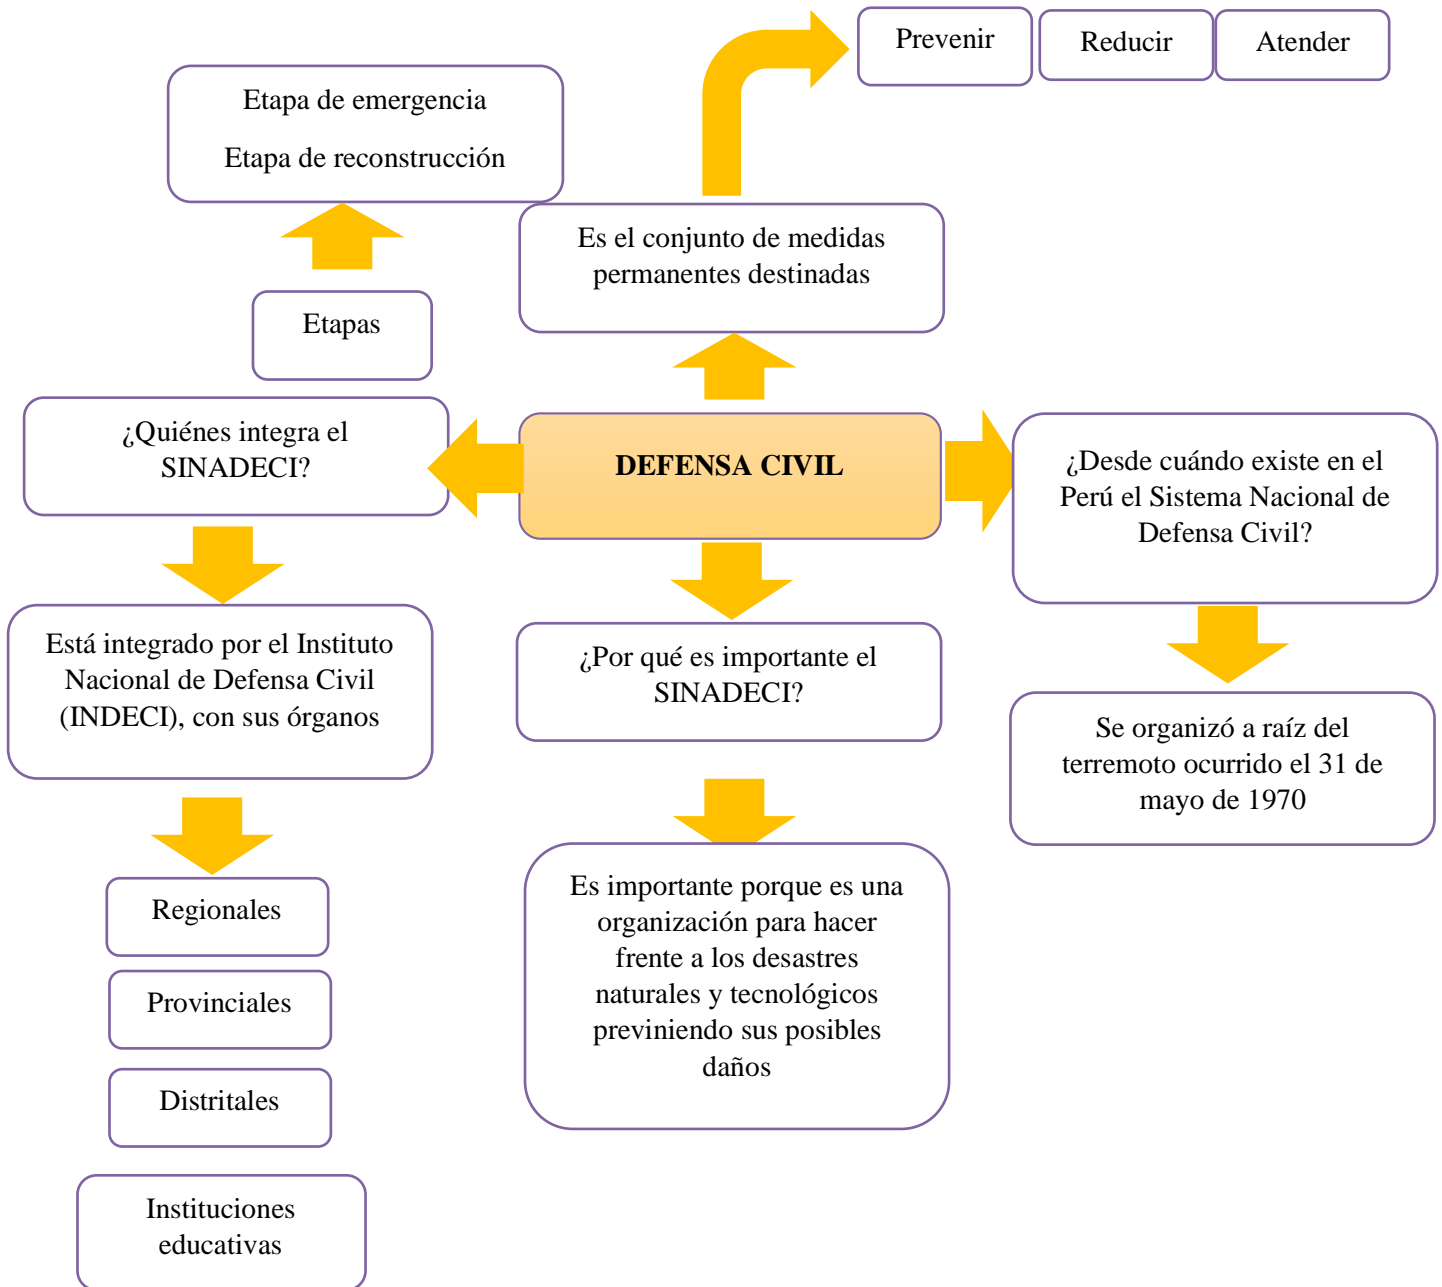 Prevenir
Reducir
Atender
Etapa de emergencia
Etapa de reconstrucción
Es el conjunto de medidas
permanentes destinadas
Etapas
¿Quiénes integra el
SINADECI?
DEFENSA CIVIL
¿Desde cuándo existe en el
Perú el Sistema Nacional de
Defensa Civil?
Está integrado por el Instituto
Nacional de Defensa Civil
(INDECI), con sus órganos
¿Por qué es importante el
SINADECI?
Se organizó a raíz del
terremoto ocurrido el 31 de
mayo de 1970
Es importante porque es una
organización para hacer
frente a los desastres
naturales y tecnológicos
previniendo sus posibles
daños
Regionales
Provinciales
Distritales
Instituciones
educativas